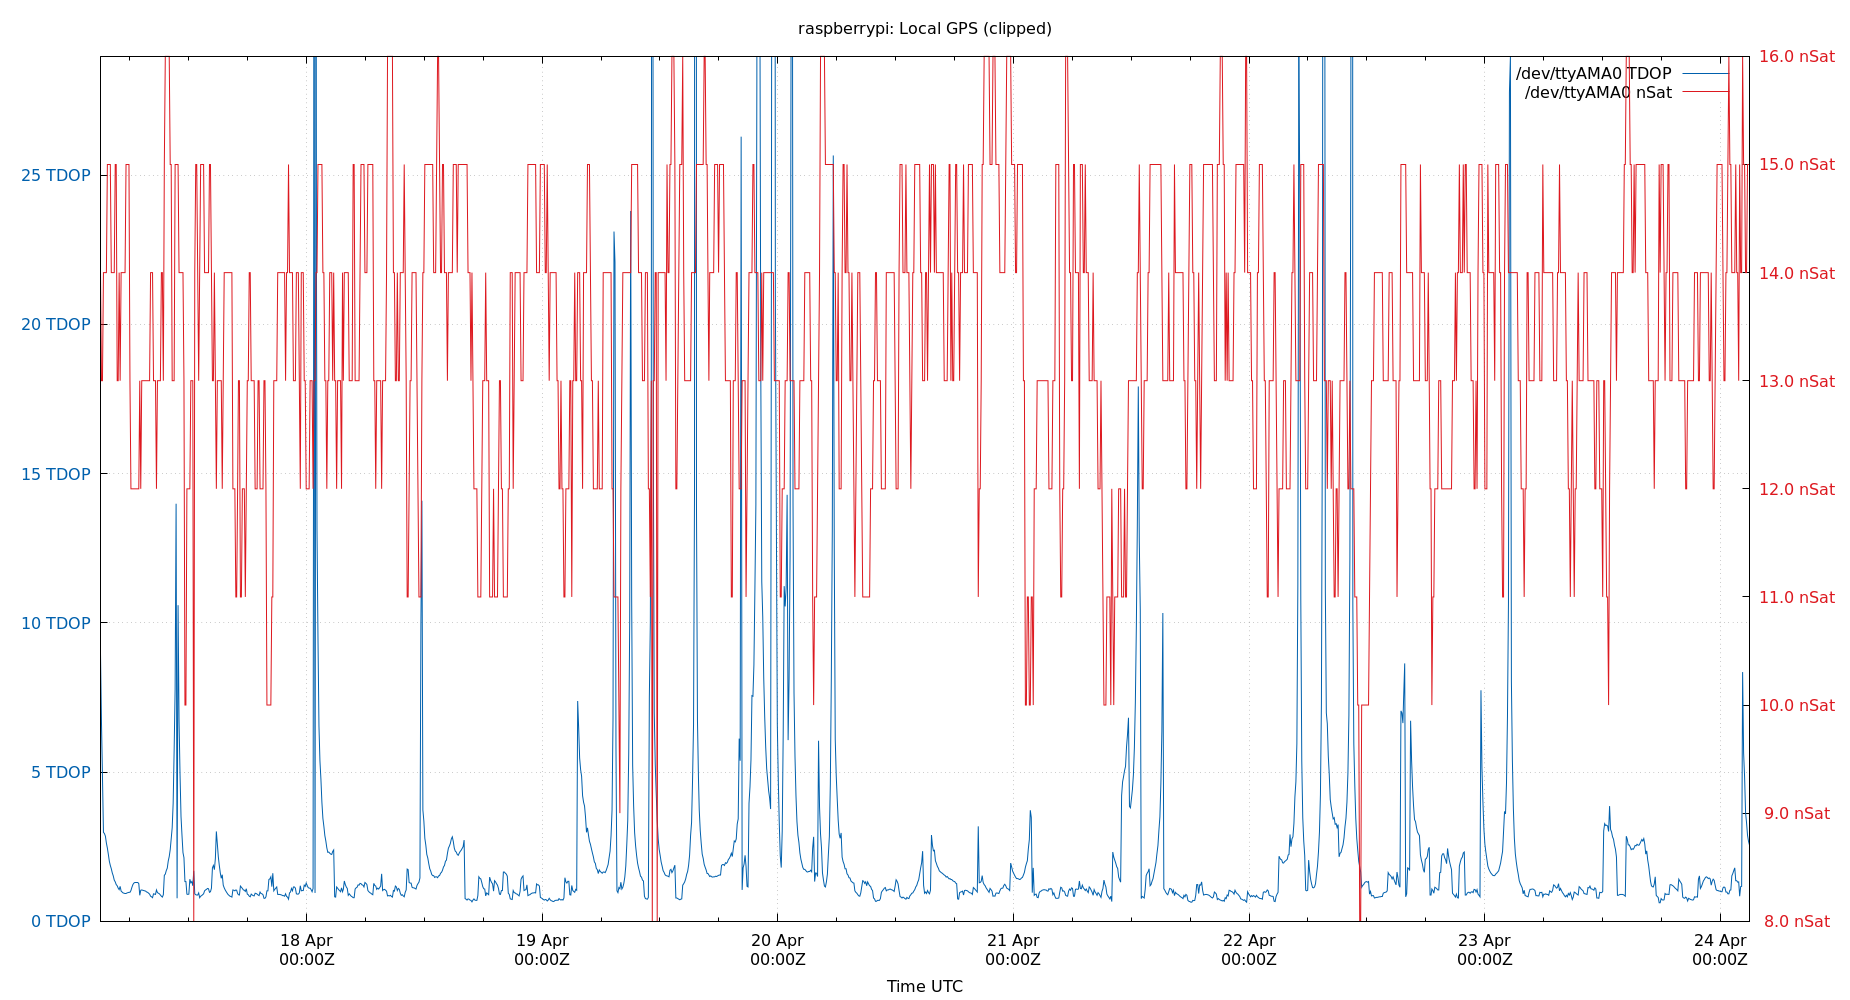 raspberrypi: Local GPS (clipped)
/dev/ttyAMA0 TDOP
/dev/ttyAMA0 nSat
25 TDOP
20 TDOP
15 TDOP
10 TDOP
5 TDOP
0 TDOP
16.0 nSat
15.0 nSat
14.0 nSat
13.0 nSat
12.0 nSat
11.0 nSat
10.0 nSat
9.0 nSat
8.0 nSat
18 Apr
00:00Z
19 Apr
00:00Z
20 Apr
00:00Z
21 Apr
00:00Z
22 Apr
00:00Z
23 Apr
00:00Z
24 Apr
00:00Z
Time UTC